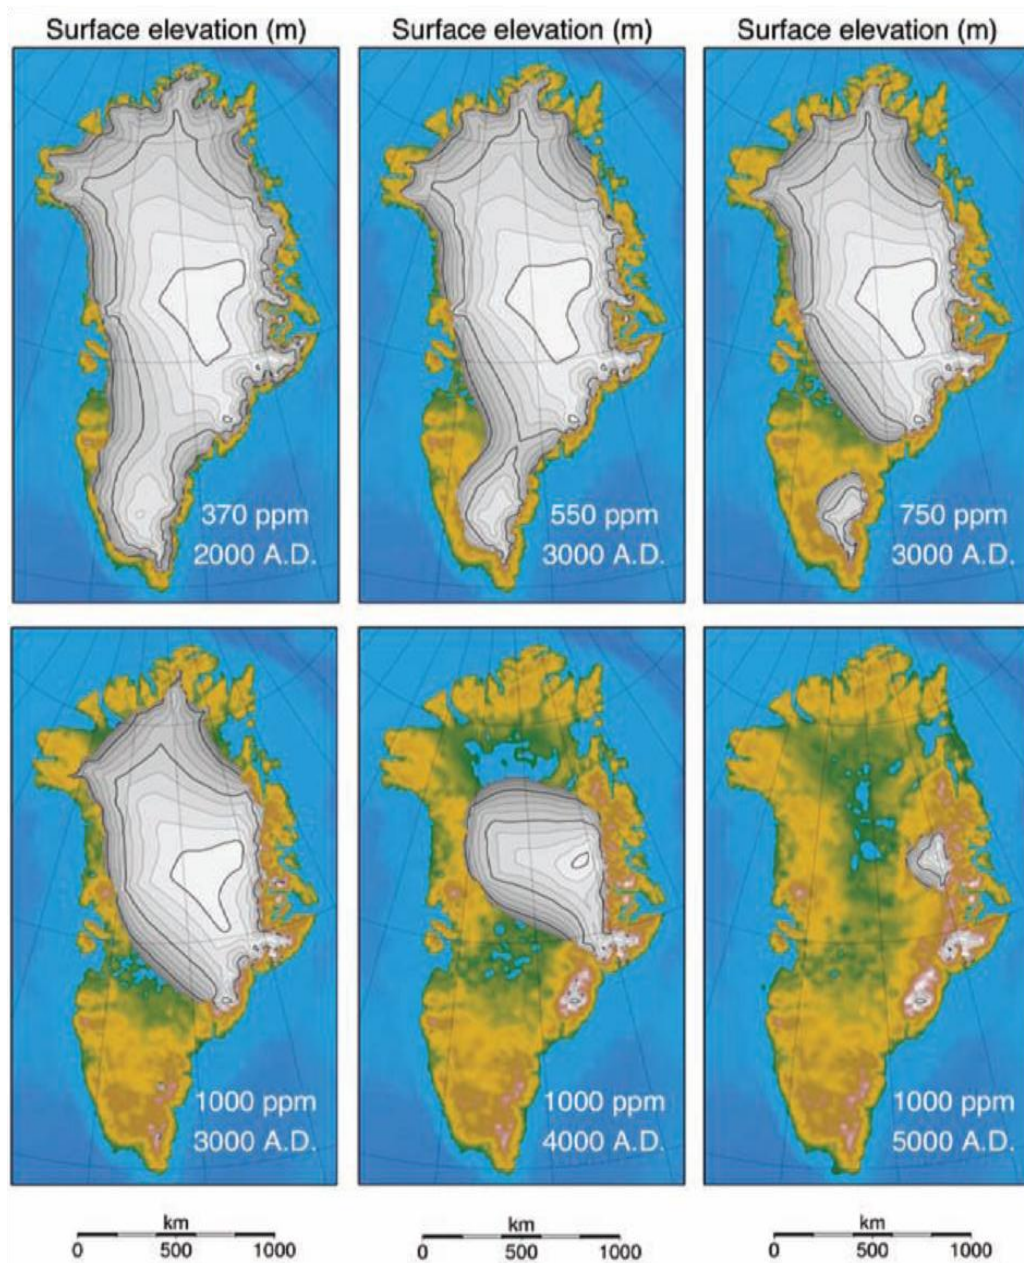 Surface elevation (m)
Surface elevation (m)
Surface elevation (m)
370 ppm
2000 A.D.
550 ppm
3000 A.D.
750 ppm
3000 A.D.
1000 ppm
3000 A.D.
1000 ppm
4000 A.D.
1000 ppm
5000 A.D.
km
0 500 1000
km
0 500 1000
km
0 500 1000